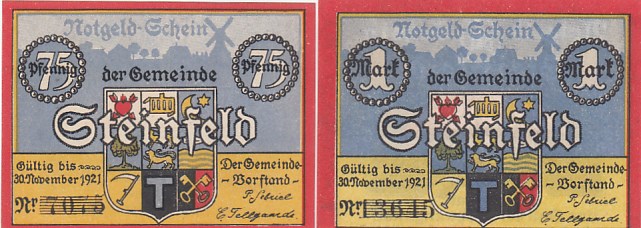 Notgeld-Schein
75 Pfennig
75 Pfennig
der Gemeinde
Steinfeld
Gültig bis
30. November 1921
Nr. 7073
Der Gemeinde-
-Vorstand-
T
Notgeld-Schein
1 Mark
1 Mark
der Gemeinde
Steinfeld
Gültig bis
30. November 1921
Nr. 13615
Der Gemeinde-
-Vorstand-
T